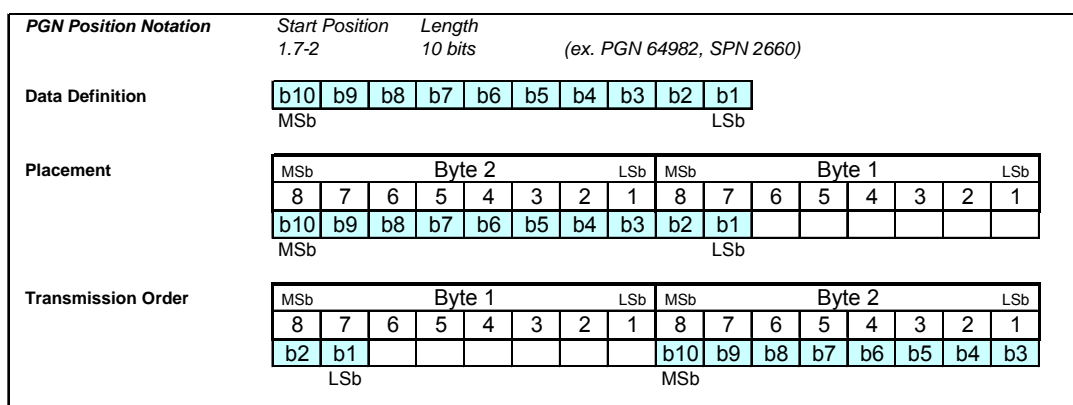 PGN Position Notation Start Position Length
1.7-2 10 bits (ex. PGN 64982, SPN 2660)
Data Definition b10 b9 b8 b7 b6 b5 b4 b3 b2 b1
MSb LSb
Placement MSb Byte 2 LSb MSb Byte 1 LSb
8 7 6 5 4 3 2 1 8 7 6 5 4 3 2 1
b10 b9 b8 b7 b6 b5 b4 b3 b2 b1
MSb LSb
Transmission Order MSb Byte 1 LSb MSb Byte 2 LSb
8 7 6 5 4 3 2 1 8 7 6 5 4 3 2 1
b2 b1 b10 b9 b8 b7 b6 b5 b4 b3
LSb MSb